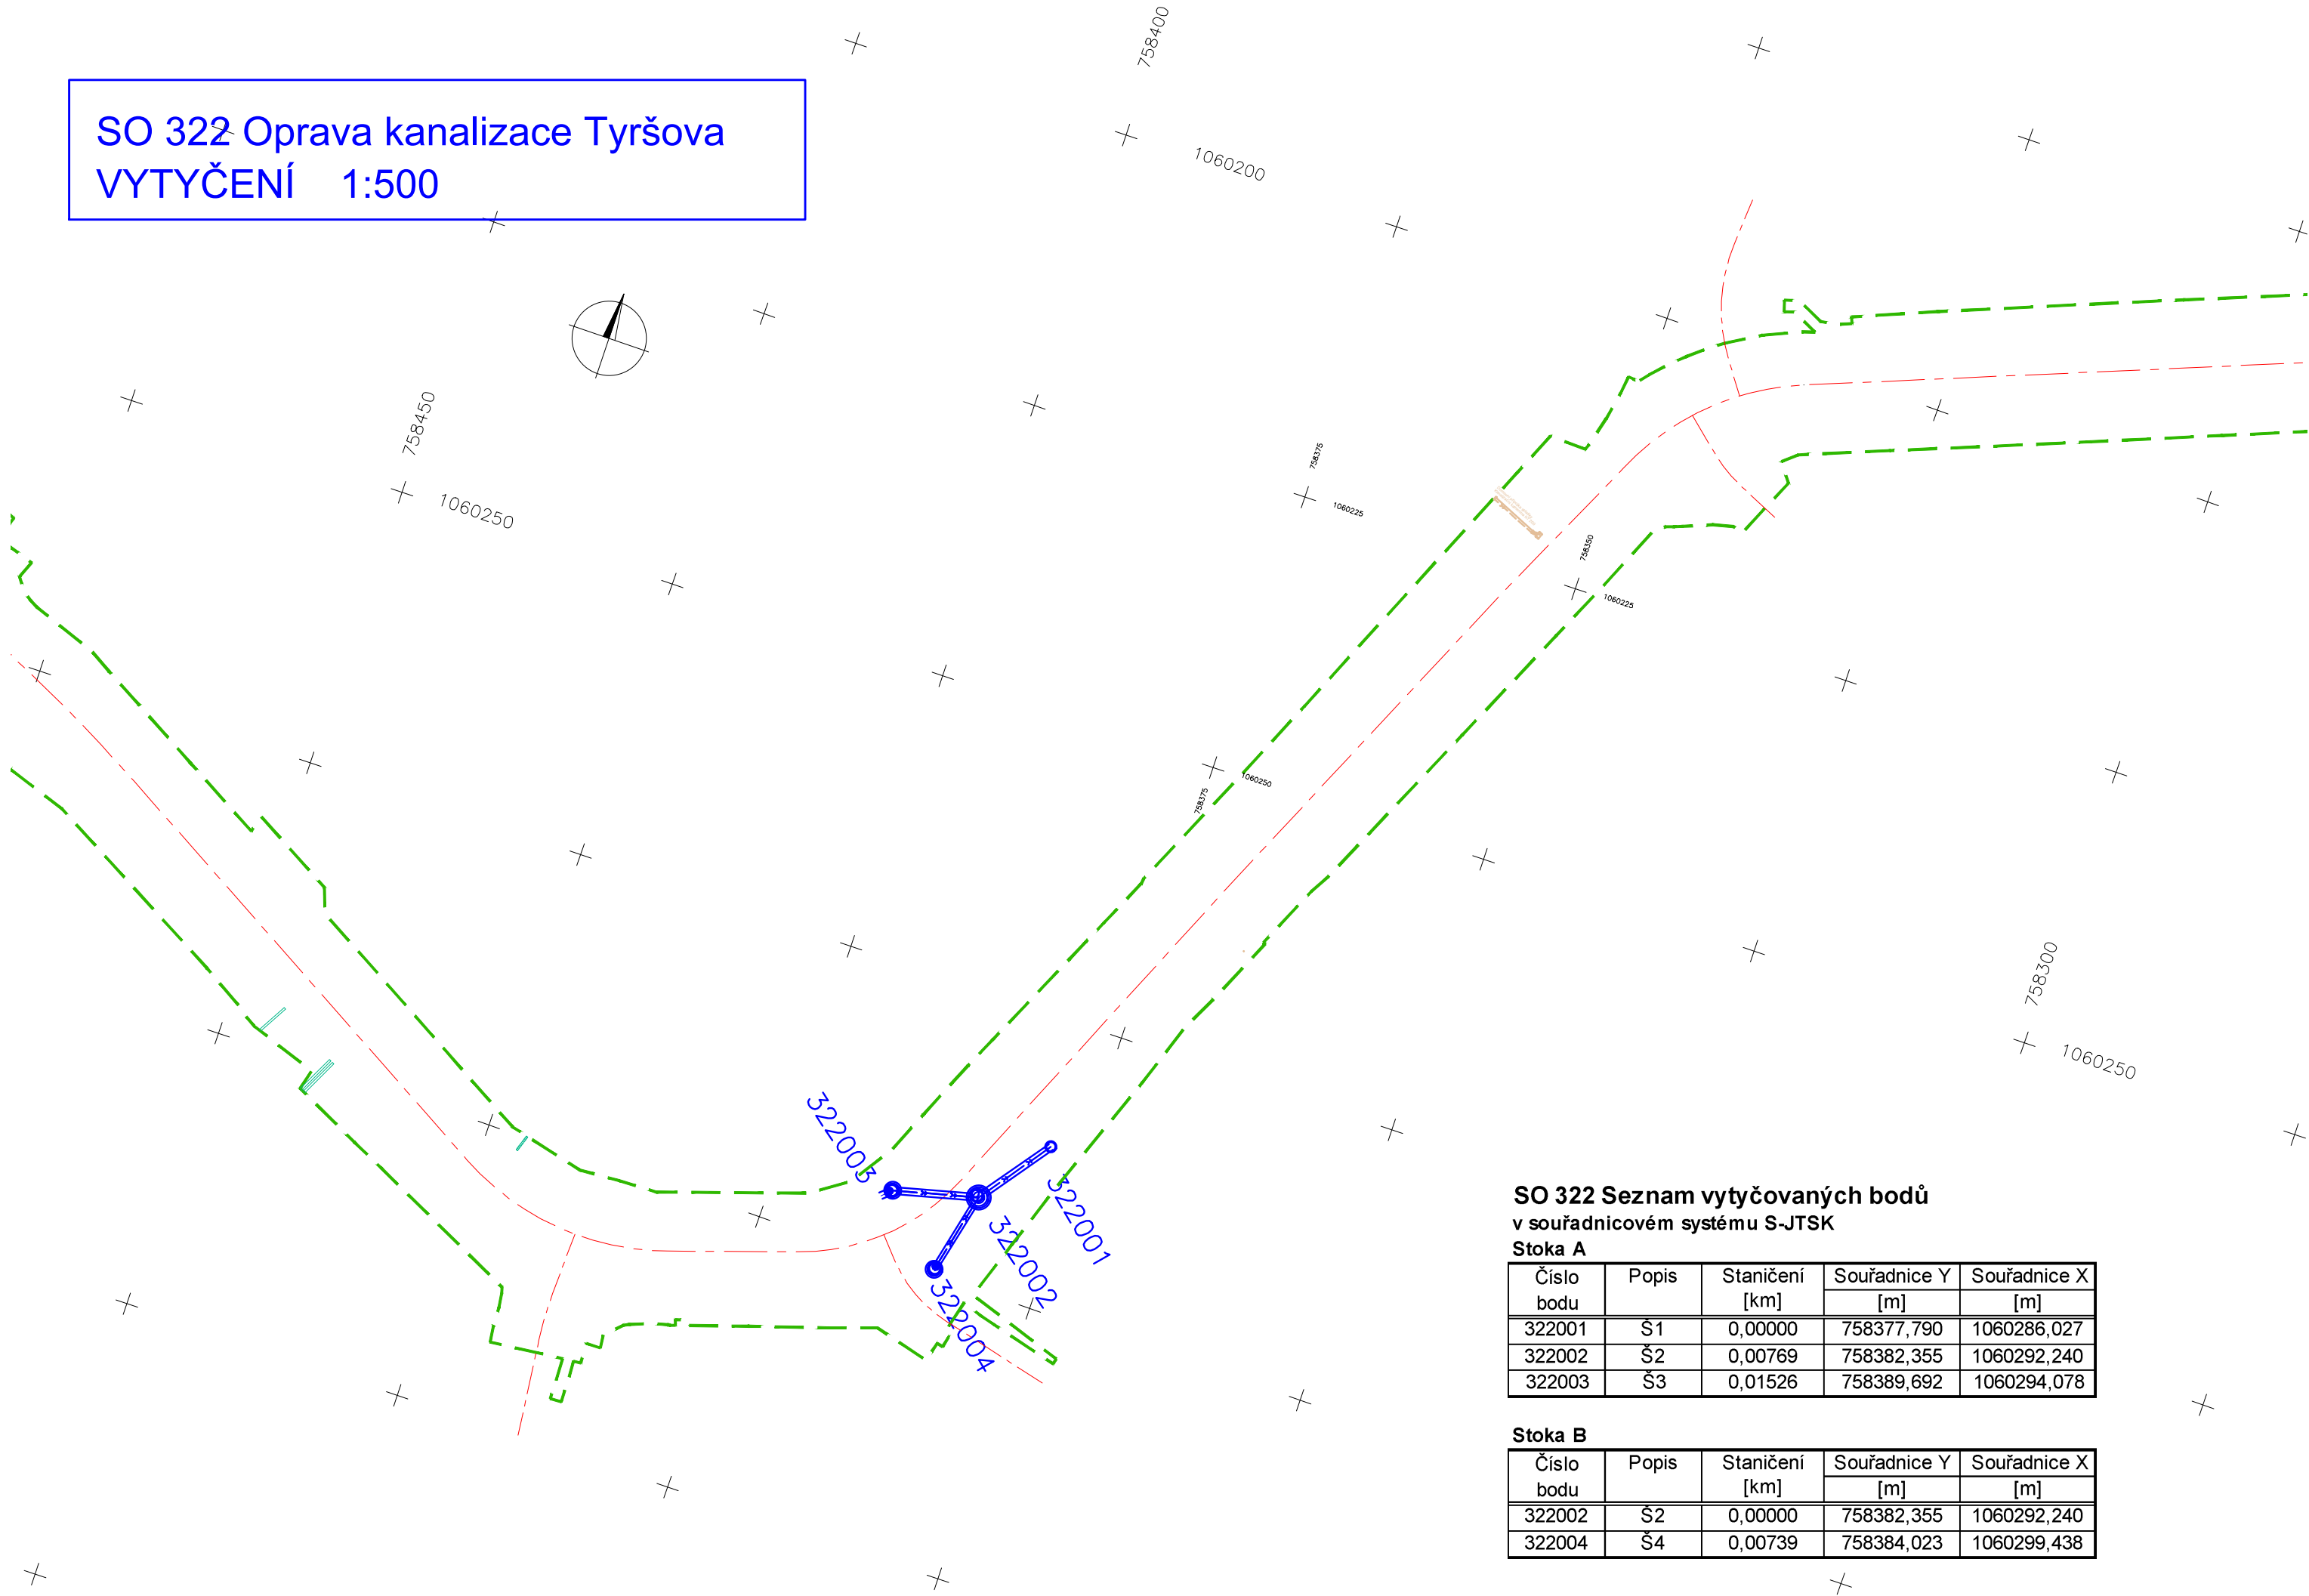 758400
SO 322 Oprava kanalizace Tyršova
VYTYČENÍ 1:500
1060200
758450
1060250
758375
1060225
758350
1060225
1060250
758375
758300
1060250
322003
322001
322002
322004
SO 322 Seznam vytyčovaných bodů
v souřadnicovém systému S-JTSK
Stoka A
Číslo bodu Popis Staničení [km] Souřadnice Y [m] Souřadnice X [m]
322001 Š1 0,00000 758377,790 1060286,027
322002 Š2 0,00769 758382,355 1060292,240
322003 Š3 0,01526 758389,692 1060294,078
Stoka B
Číslo bodu Popis Staničení [km] Souřadnice Y [m] Souřadnice X [m]
322002 Š2 0,00000 758382,355 1060292,240
322004 Š4 0,00739 758384,023 1060299,438